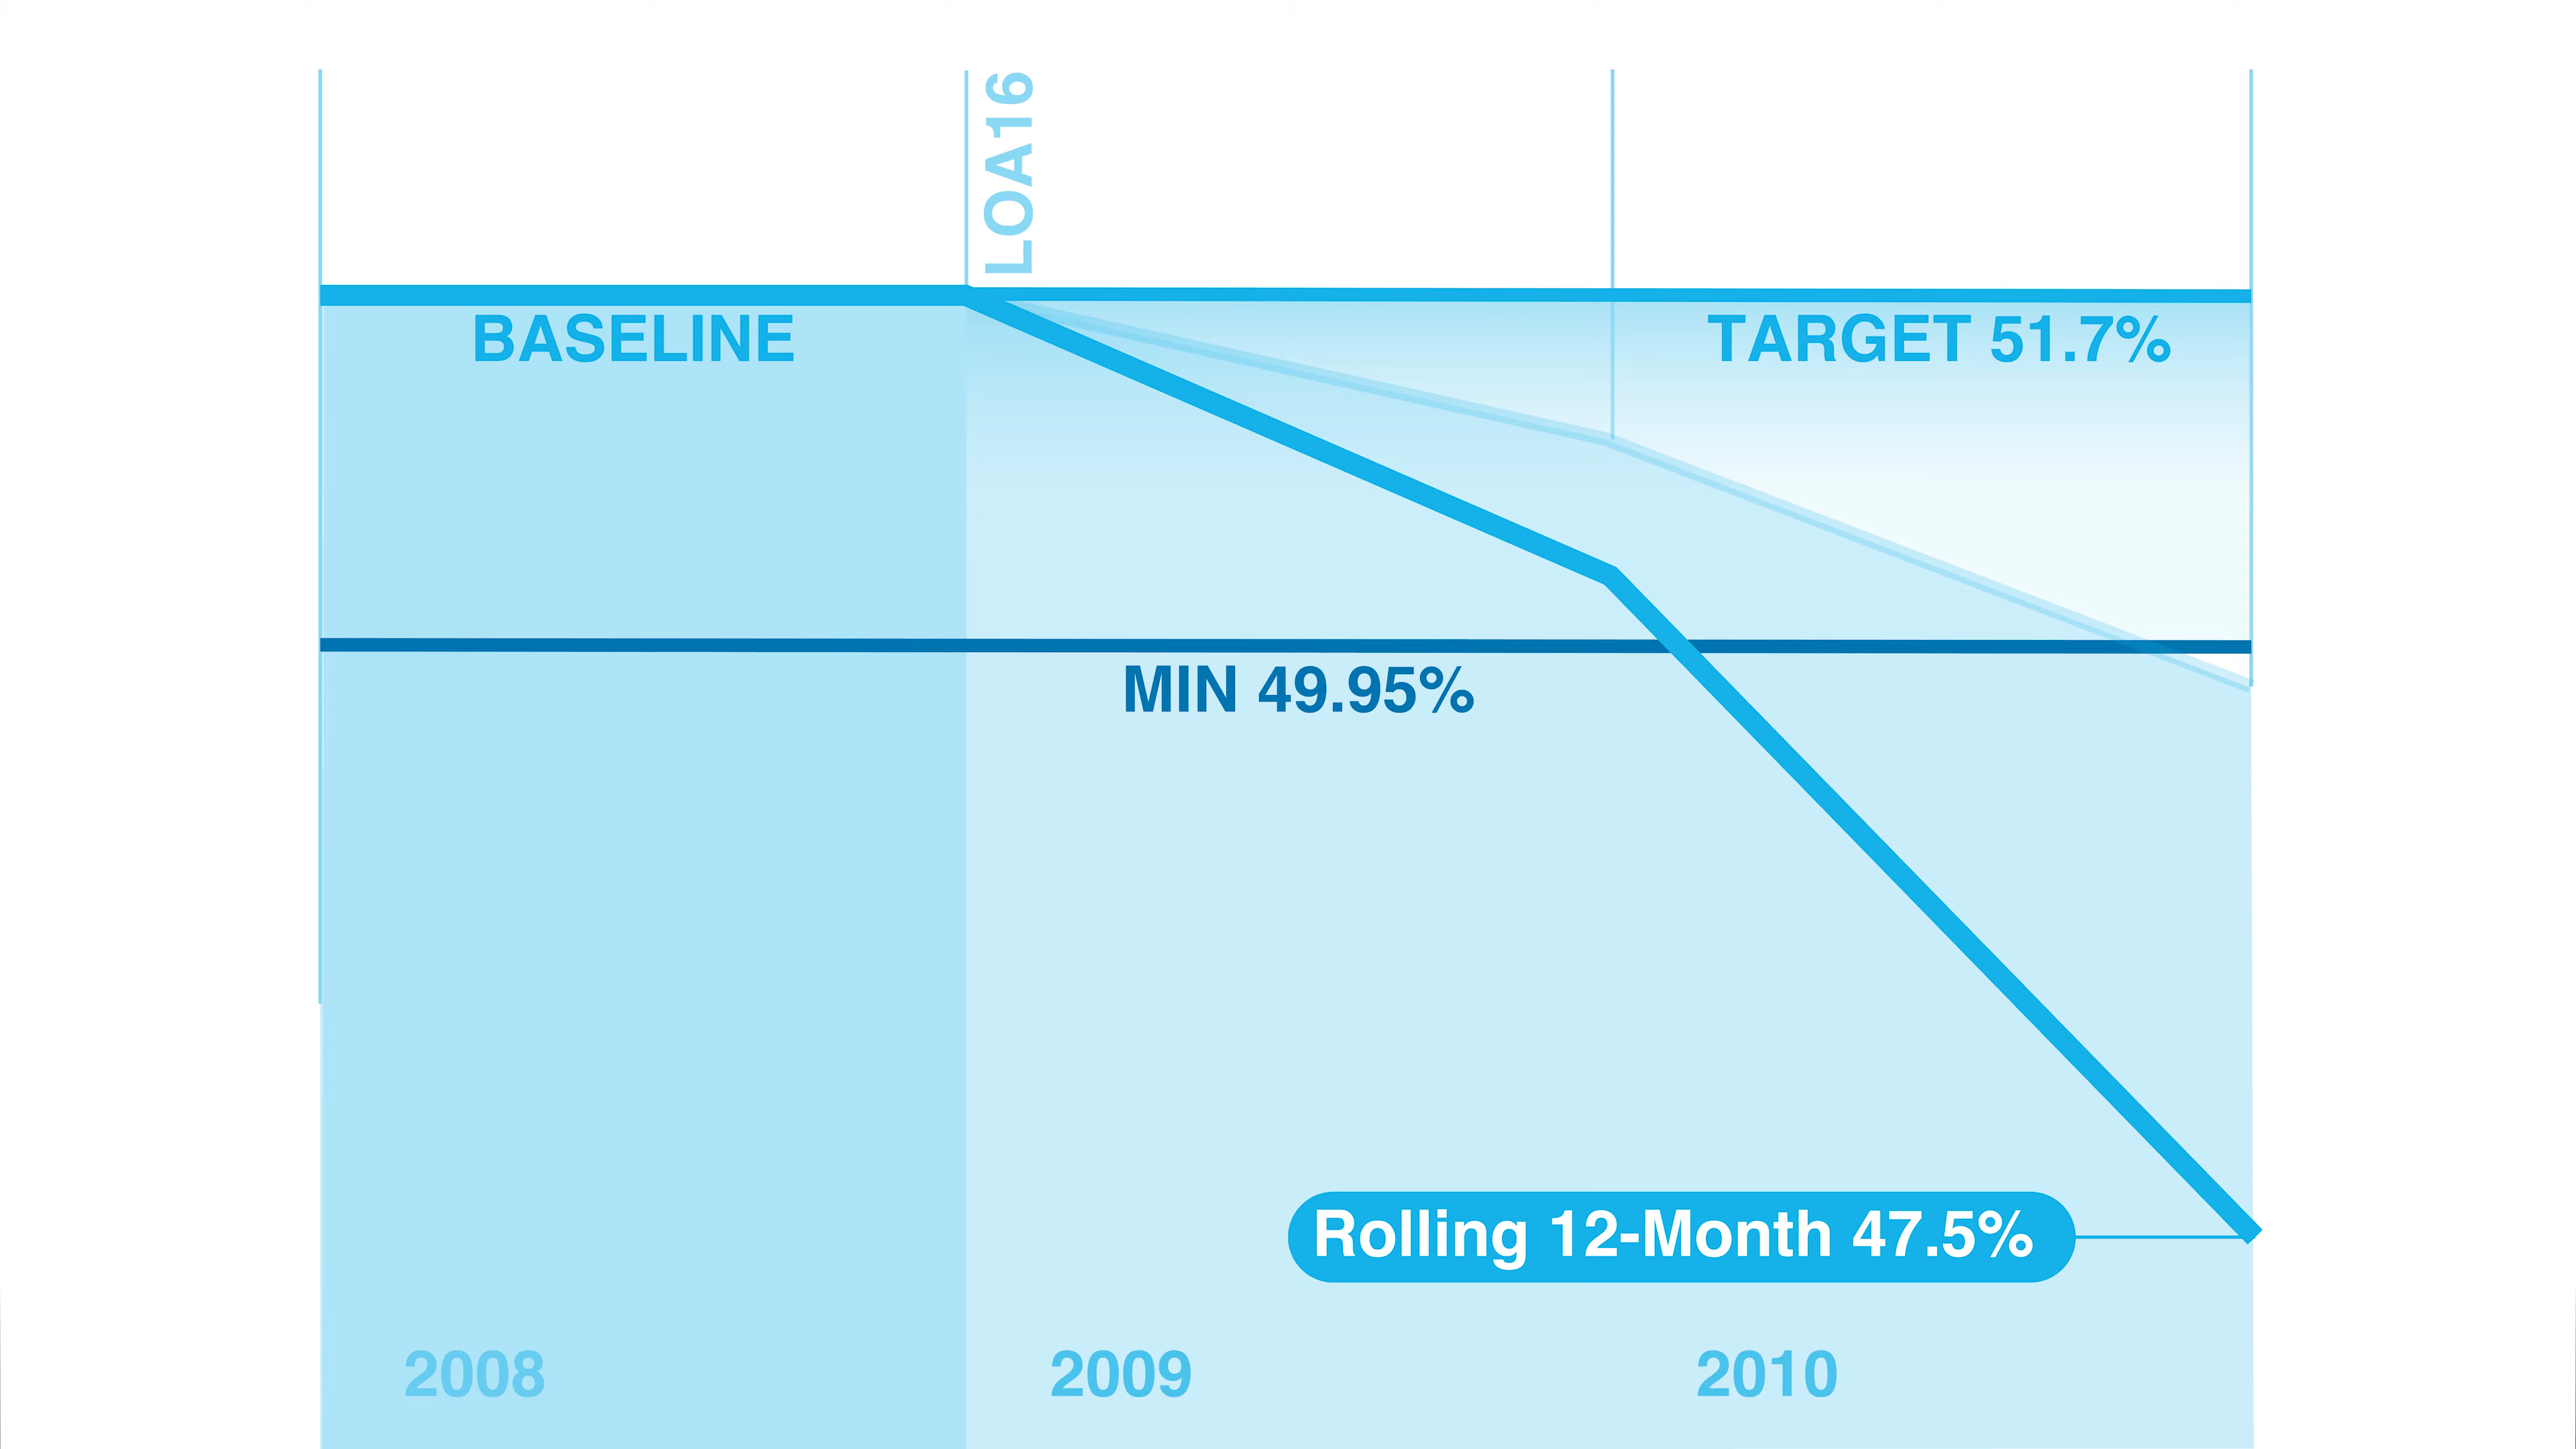 LOA16
BASELINE
TARGET 51.7%
MIN 49.95%
Rolling 12-Month 47.5%
2008
2009
2010